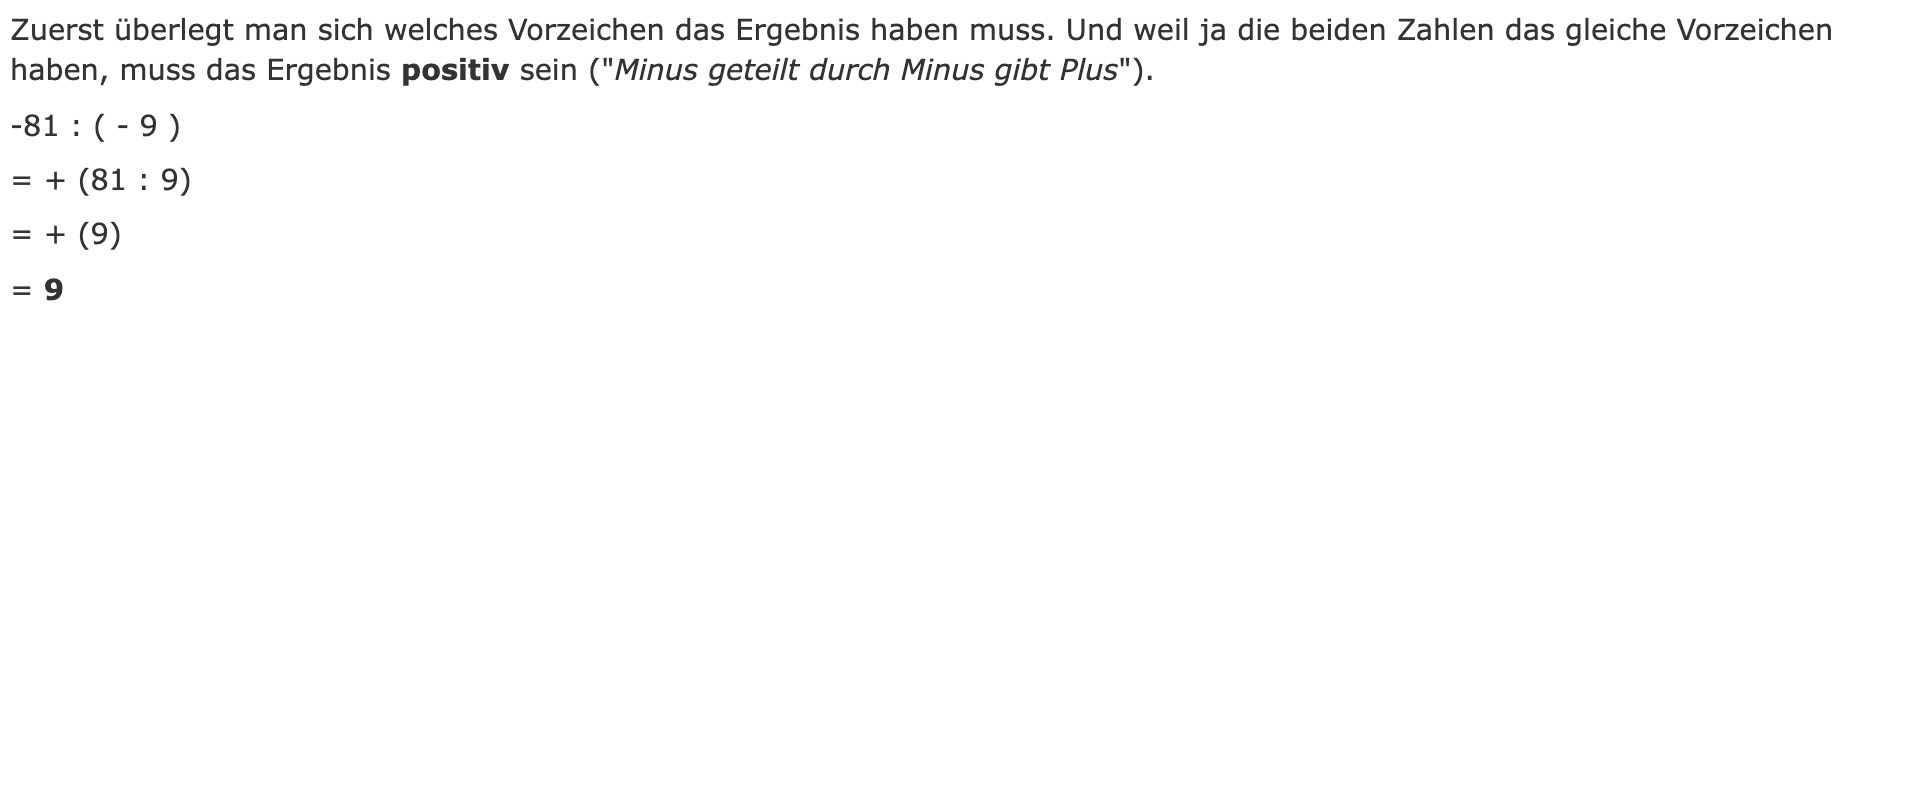 Zuerst überlegt man sich welches Vorzeichen das Ergebnis haben muss. Und weil ja die beiden Zahlen das gleiche Vorzeichen
haben, muss das Ergebnis positiv sein ("Minus geteilt durch Minus gibt Plus").
-81 : ( - 9 )
= + (81 : 9)
= + (9)
= 9